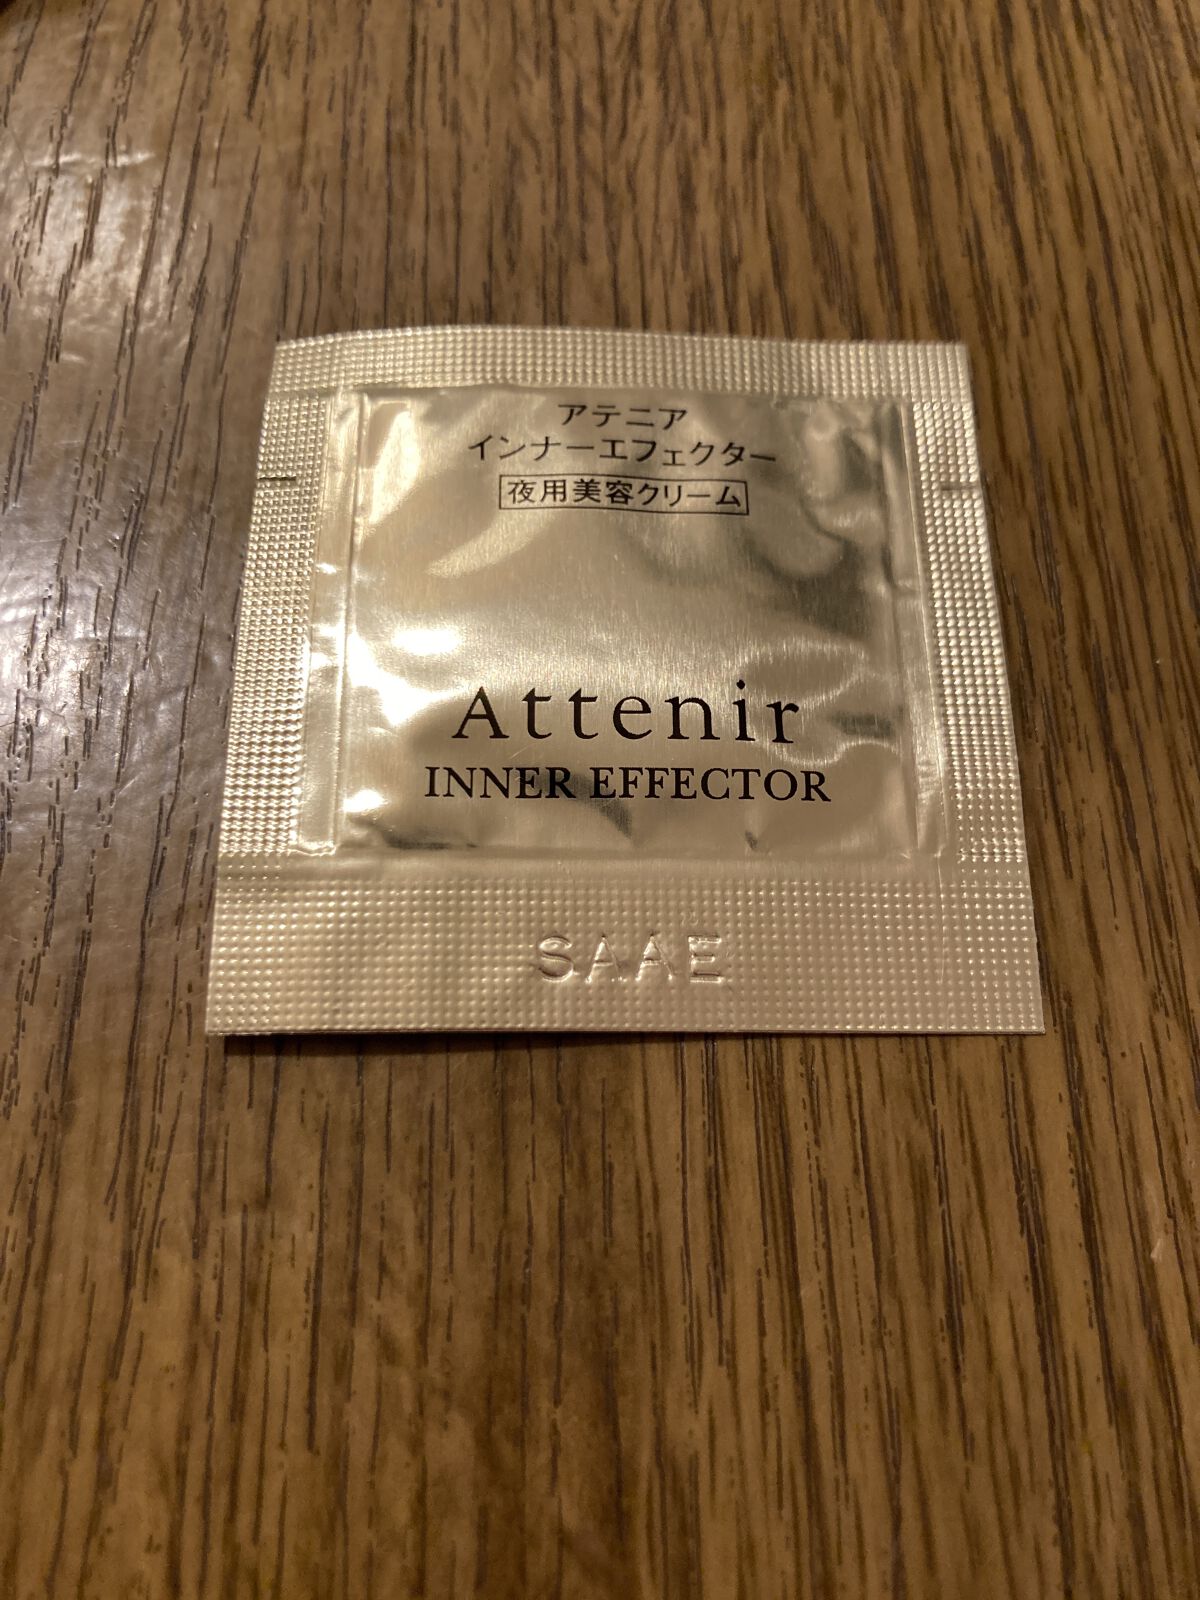 アテニア
インナーエフェクター
夜用美容クリーム
Attenir
INNER EFFECTOR
SAAE